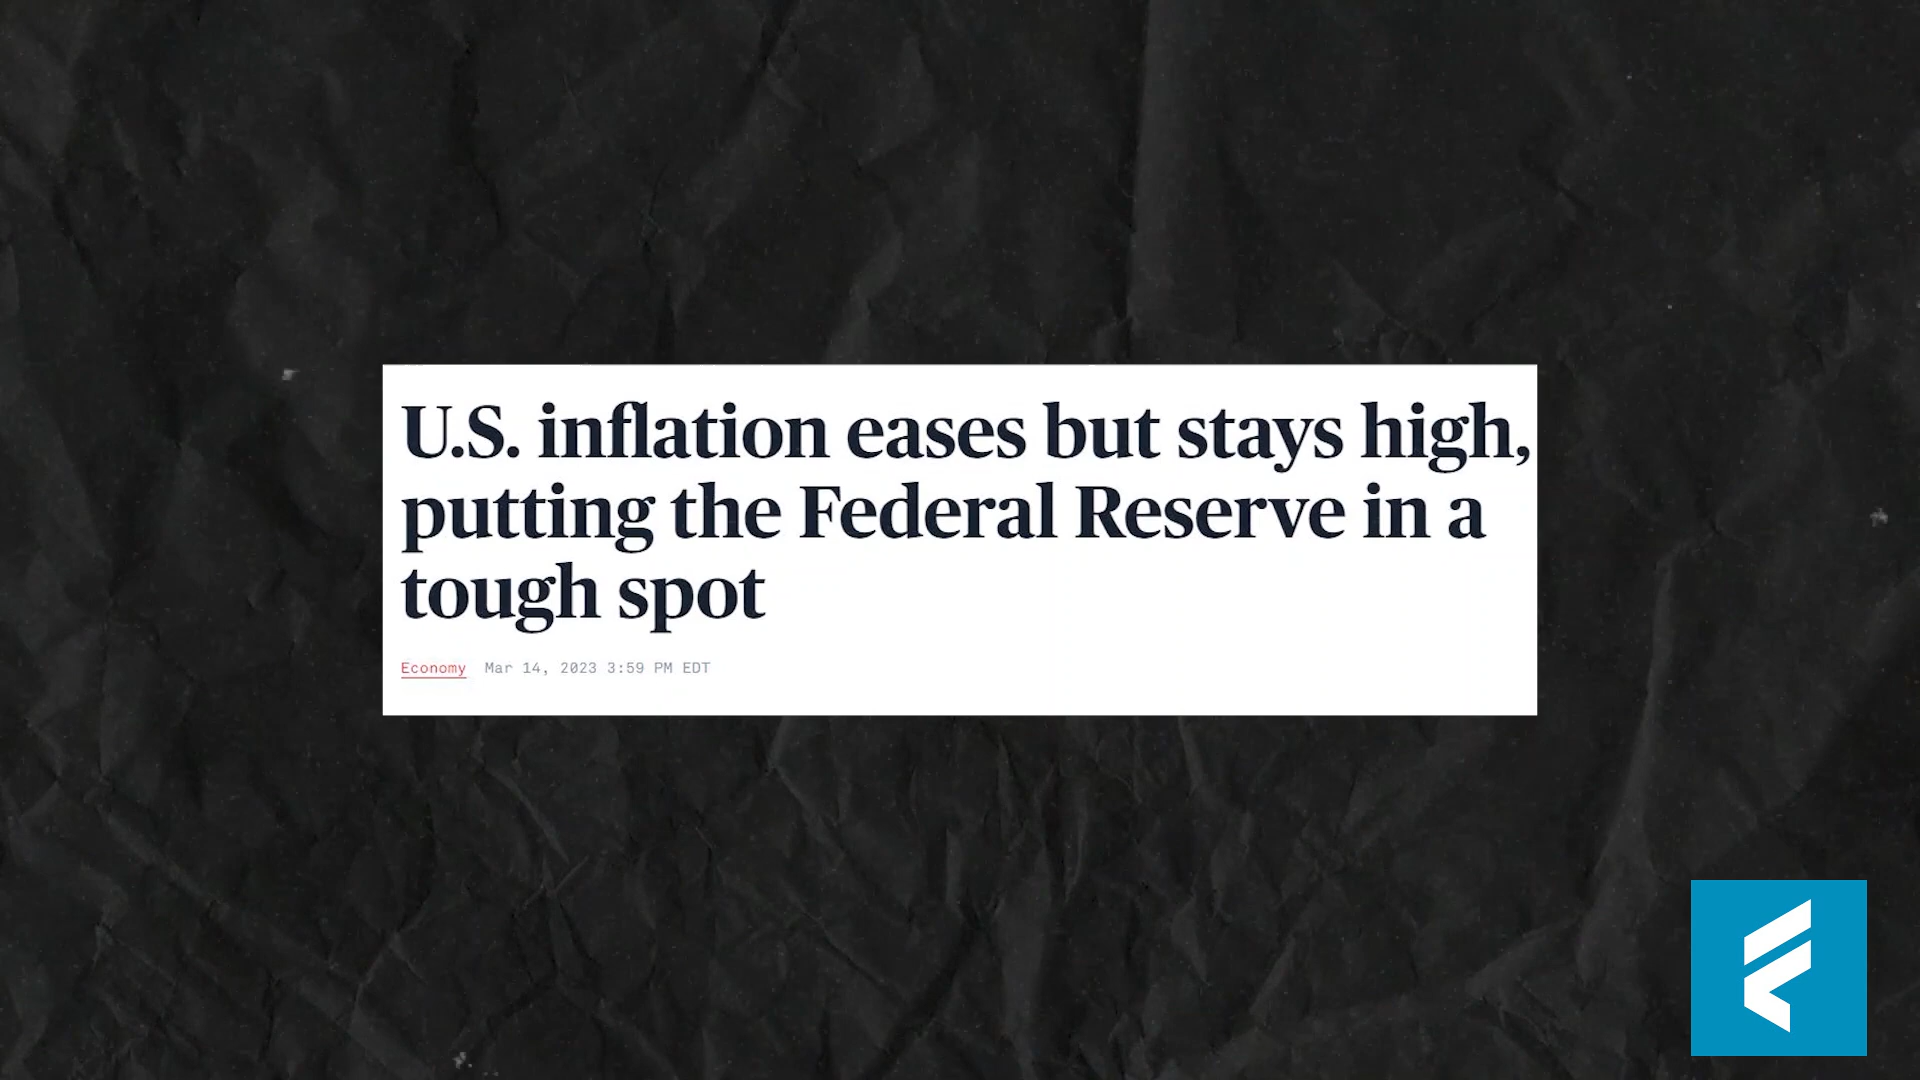 U.S. inflation eases but stays high,
putting the Federal Reserve in a
tough spot
Economy Mar 14, 2023 3:59 PM EDT